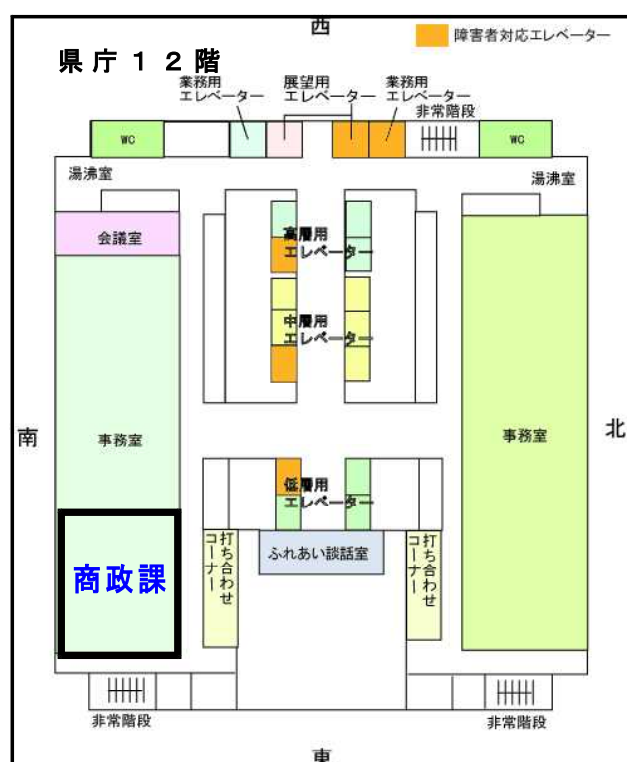 西
障害者対応エレベーター
県庁１２階
業務用
エレベーター
展望用
エレベーター
業務用
エレベーター
非常階段
WC
WC
湯沸室
湯沸室
会議室
高層用
エレベーター
中層用
エレベーター
南
事務室
事務室
北
低層用
エレベーター
打ち合わせ
コーナー
ふれあい談話室
打ち合わせ
コーナー
商政課
非常階段
非常階段
東